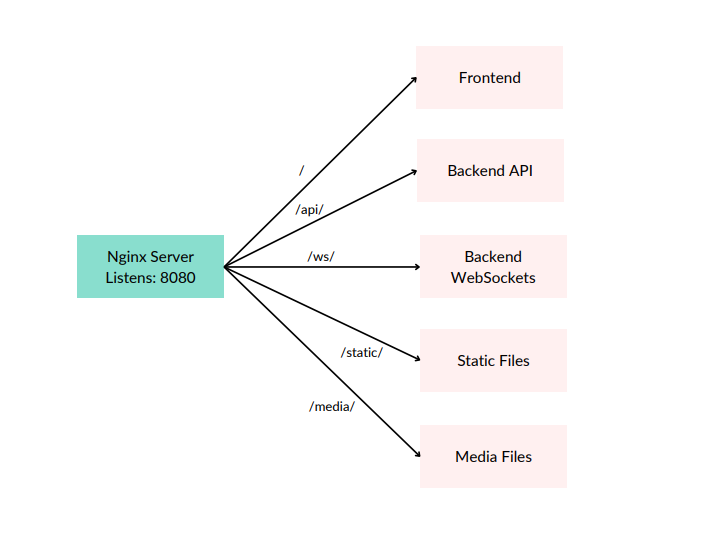 Frontend
/
Backend API
/api/
Nginx Server
Listens: 8080
/ws/
Backend
WebSockets
/static/
Static Files
/media/
Media Files